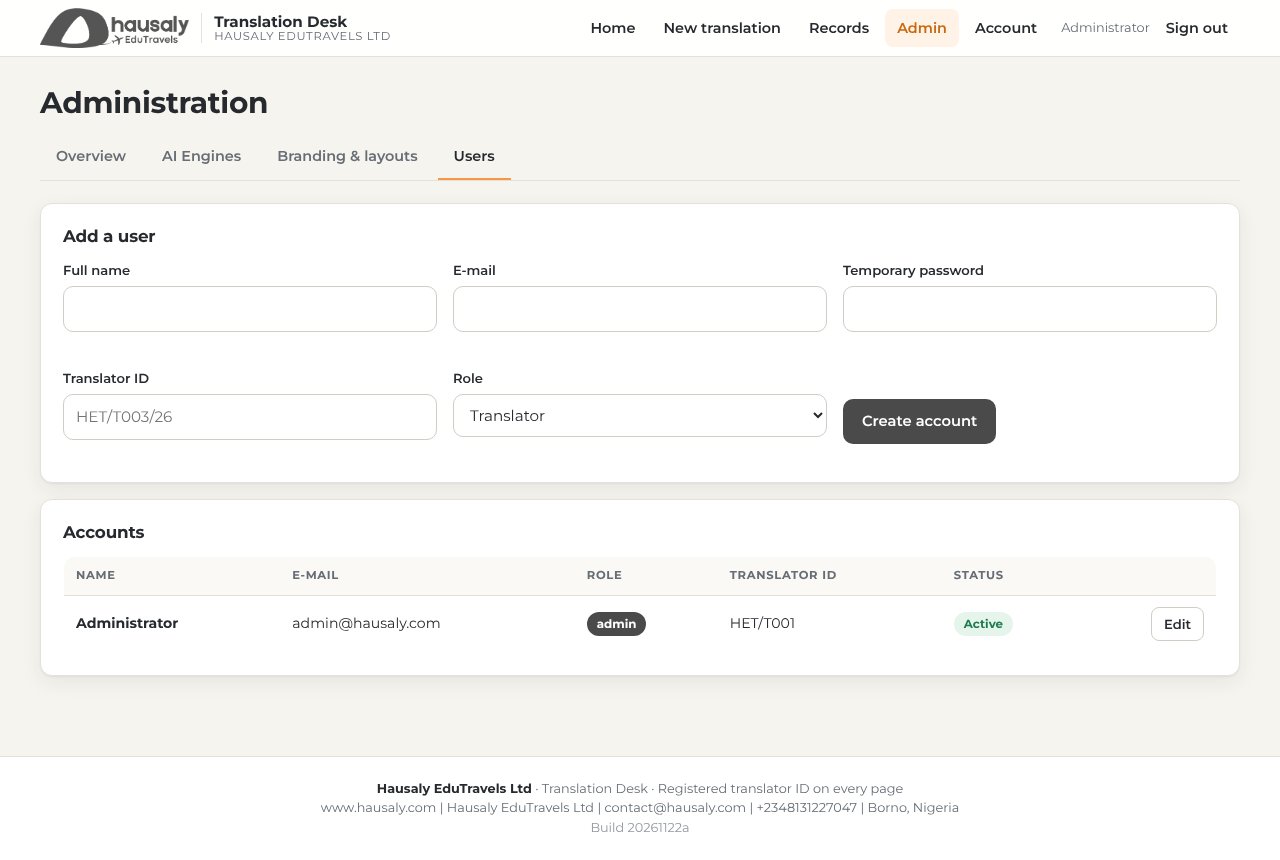 hausaly
EduTravels
Translation Desk
HAUSALY EDUTRAVELS LTD
Home
New translation
Records
Admin
Account
Administrator
Sign out
Administration
Overview
AI Engines
Branding & layouts
Users
Add a user
Full name
E-mail
Temporary password
Translator ID
Role
HET/T003/26
Translator
Create account
Accounts
NAME
E-MAIL
ROLE
TRANSLATOR ID
STATUS
Administrator
admin@hausaly.com
admin
HET/T001
Active
Edit
Hausaly EduTravels Ltd · Translation Desk · Registered translator ID on every page
www.hausaly.com | Hausaly EduTravels Ltd | contact@hausaly.com | +2348131227047 | Borno, Nigeria
Build 20261122a